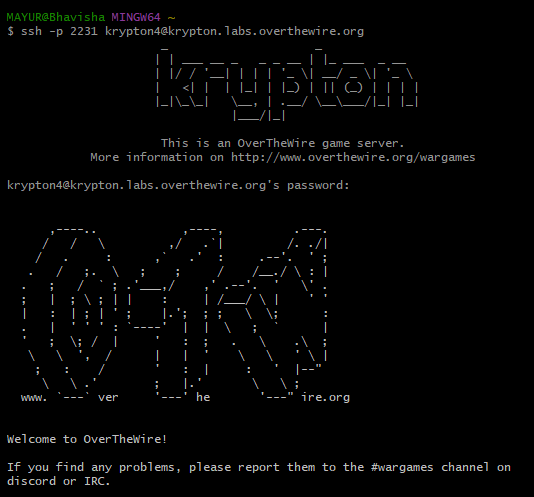 MAYUR@Bhavisha MINGW64 ~
$ ssh -p 2231 krypton4@krypton.labs.overthewire.org
krypton
This is an OverTheWire game server.
More information on http://www.overthewire.org/wargames
krypton4@krypton.labs.overthewire.org's password:
www. ver he ire.org
Welcome to OverTheWire!
If you find any problems, please report them to the #wargames channel on
discord or IRC.